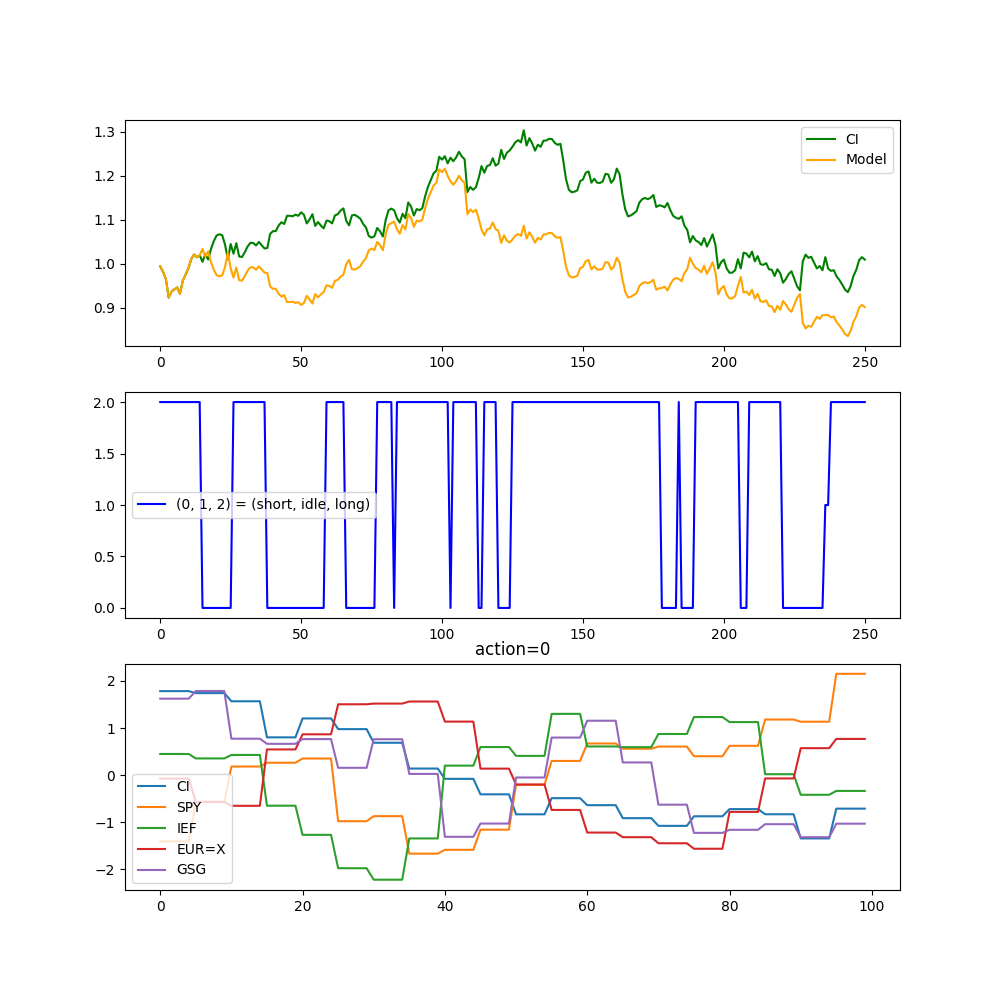 1.3
1.2
1.1
1.0
0.9
CI
Model
0 50 100 150 200 250
2.0
1.5
1.0
0.5
0.0
(0, 1, 2) = (short, idle, long)
0 50 100 150 200 250
action=0
2
1
0
−1
−2
CI
SPY
IEF
EUR=X
GSG
0 20 40 60 80 100